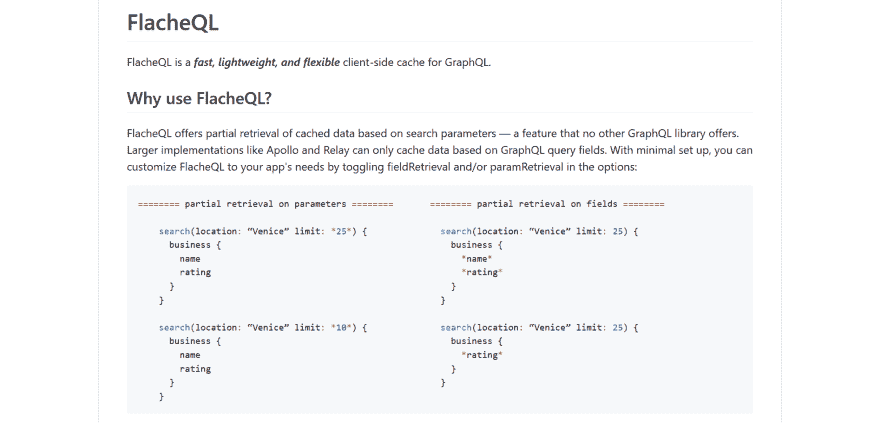 FlacheQL
FlacheQL is a fast, lightweight, and flexible client-side cache for GraphQL.
Why use FlacheQL?
FlacheQL offers partial retrieval of cached data based on search parameters — a feature that no other GraphQL library offers.
Larger implementations like Apollo and Relay can only cache data based on GraphQL query fields. With minimal set up, you can
customize FlacheQL to your app's needs by toggling fieldRetrieval and/or paramRetrieval in the options:
======== partial retrieval on parameters ========
search(location: “Venice” limit: *25*) {
business {
name
rating
}
}
search(location: “Venice” limit: *10*) {
business {
name
rating
}
}
======== partial retrieval on fields ========
search(location: “Venice” limit: 25) {
business {
*name*
*rating*
}
}
search(location: “Venice” limit: 25) {
business {
*rating*
}
}